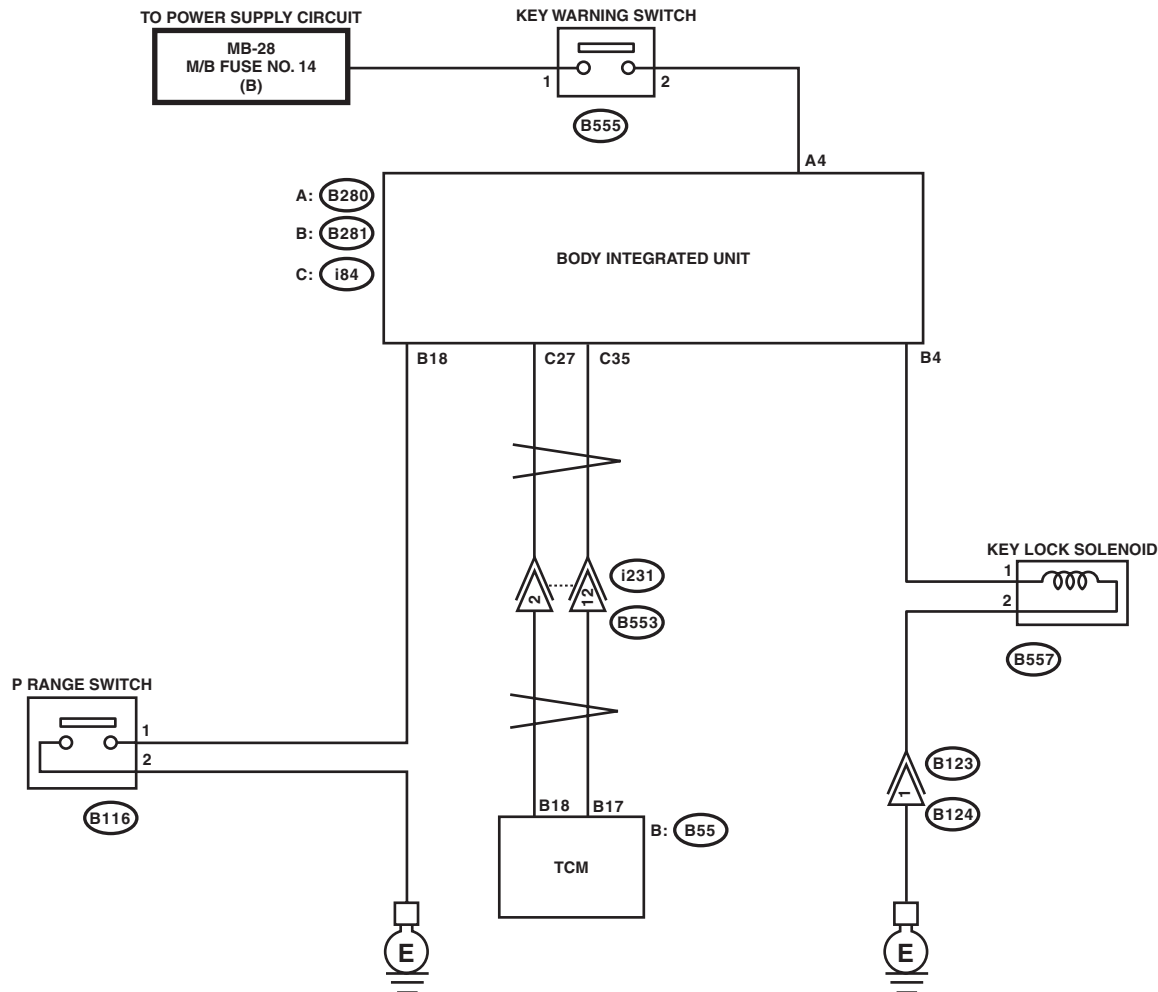 TO POWER SUPPLY CIRCUIT
MB-28
M/B FUSE NO. 14
(B)
KEY WARNING SWITCH
1
2
B555
A4
A: B280
B: B281
C: i84
BODY INTEGRATED UNIT
B18
C27
C35
B4
2
12
i231
B553
KEY LOCK SOLENOID
1
2
B557
P RANGE SWITCH
1
2
B116
B18
B17
B: B55
TCM
1
B123
B124
E
E